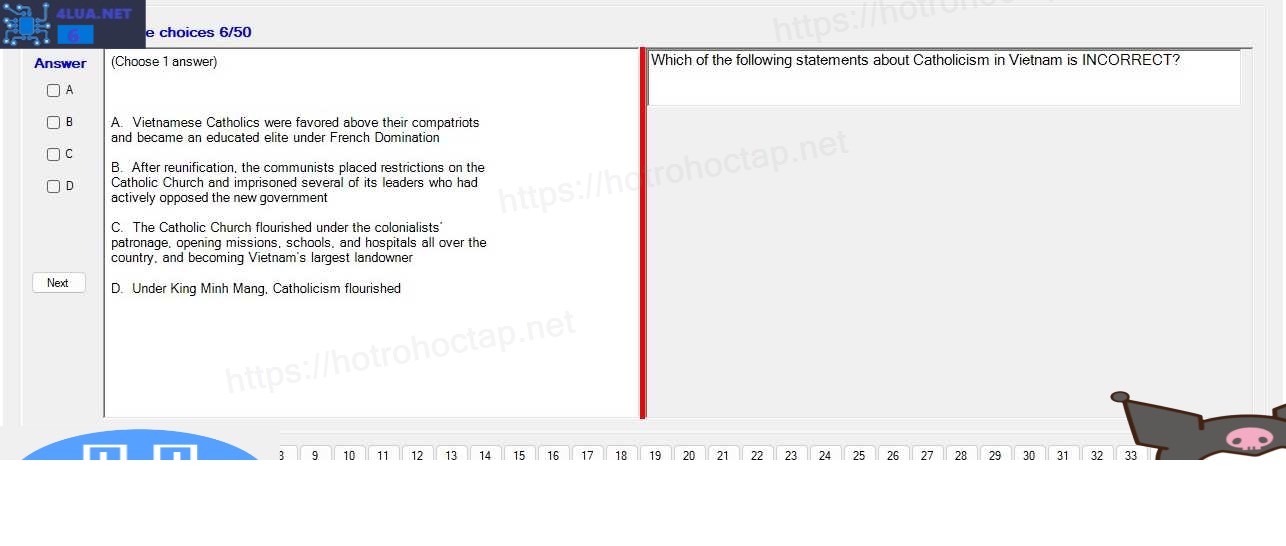 4LUA.NET
6
e choices 6/50
Answer
A
B
C
D
Next
(Choose 1 answer)
A. Vietnamese Catholics were favored above their compatriots
and became an educated elite under French Domination
B. After reunification, the communists placed restrictions on the
Catholic Church and imprisoned several of its leaders who had
actively opposed the new government
C. The Catholic Church flourished under the colonialists'
patronage, opening missions, schools, and hospitals all over the
country, and becoming Vietnam's largest landowner
D. Under King Minh Mang, Catholicism flourished
Which of the following statements about Catholicism in Vietnam is INCORRECT?
https://hotrohoctap.net
https://hotrohoctap.net
9 10 11 12 13 14 15 16 17 18 19 20 21 22 23 24 25 26 27 28 29 30 31 32 33